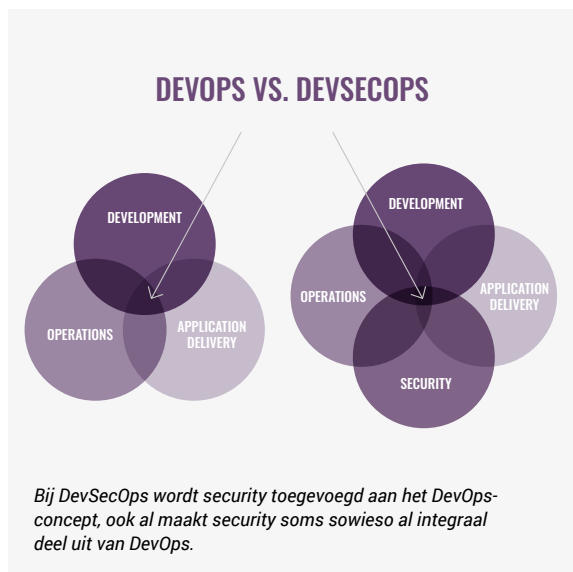 DEVOPS VS. DEVSECOPS
DEVELOPMENT
OPERATIONS
APPLICATION
DELIVERY
DEVELOPMENT
OPERATIONS
APPLICATION
DELIVERY
SECURITY
Bij DevSecOps wordt security toegevoegd aan het DevOps-
concept, ook al maakt security soms sowieso al integraal
deel uit van DevOps.